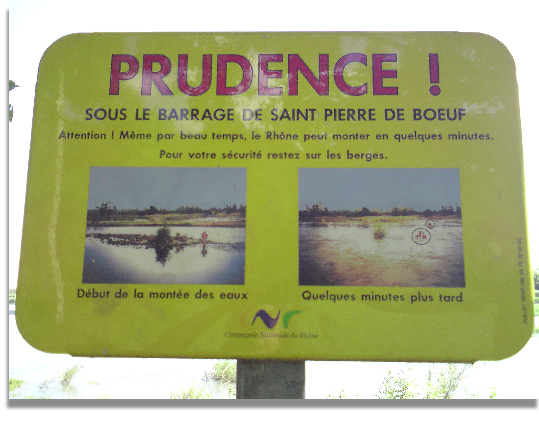 PRUDENCE !
SOUS LE BARRAGE DE SAINT PIERRE DE BOEUF
Attention ! Même par beau temps, le Rhône peut monter en quelques minutes.
Pour votre sécurité restez sur les berges.
Début de la montée des eaux
Quelques minutes plus tard
CNR
Compagnie Nationale du Rhône